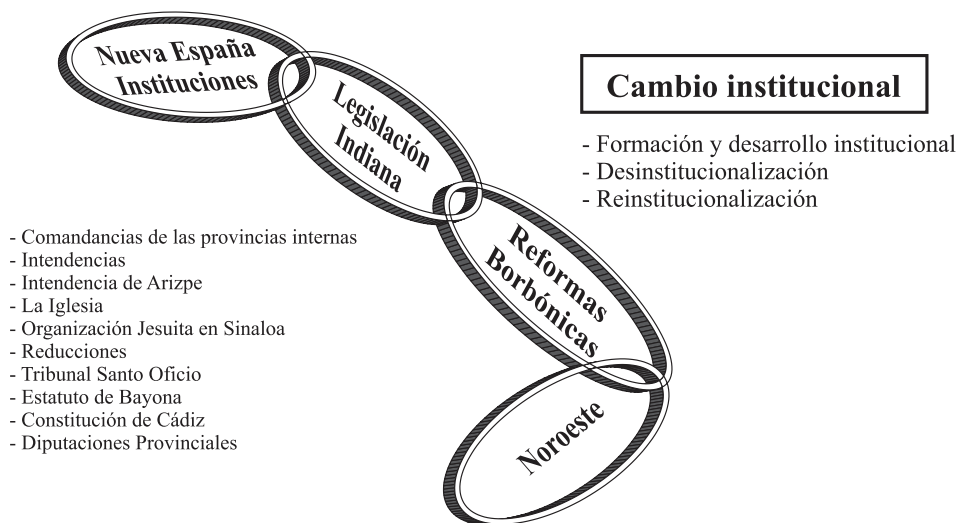 Nueva España
Instituciones
Legislación
Indiana
Reformas
Borbónicas
Noroeste
Cambio institucional
- Formación y desarrollo institucional
- Desinstitucionalización
- Reinstitucionalización
- Comandancias de las provincias internas
- Intendencias
- Intendencia de Arizpe
- La Iglesia
- Organización Jesuita en Sinaloa
- Reducciones
- Tribunal Santo Oficio
- Estatuto de Bayona
- Constitución de Cádiz
- Diputaciones Provinciales